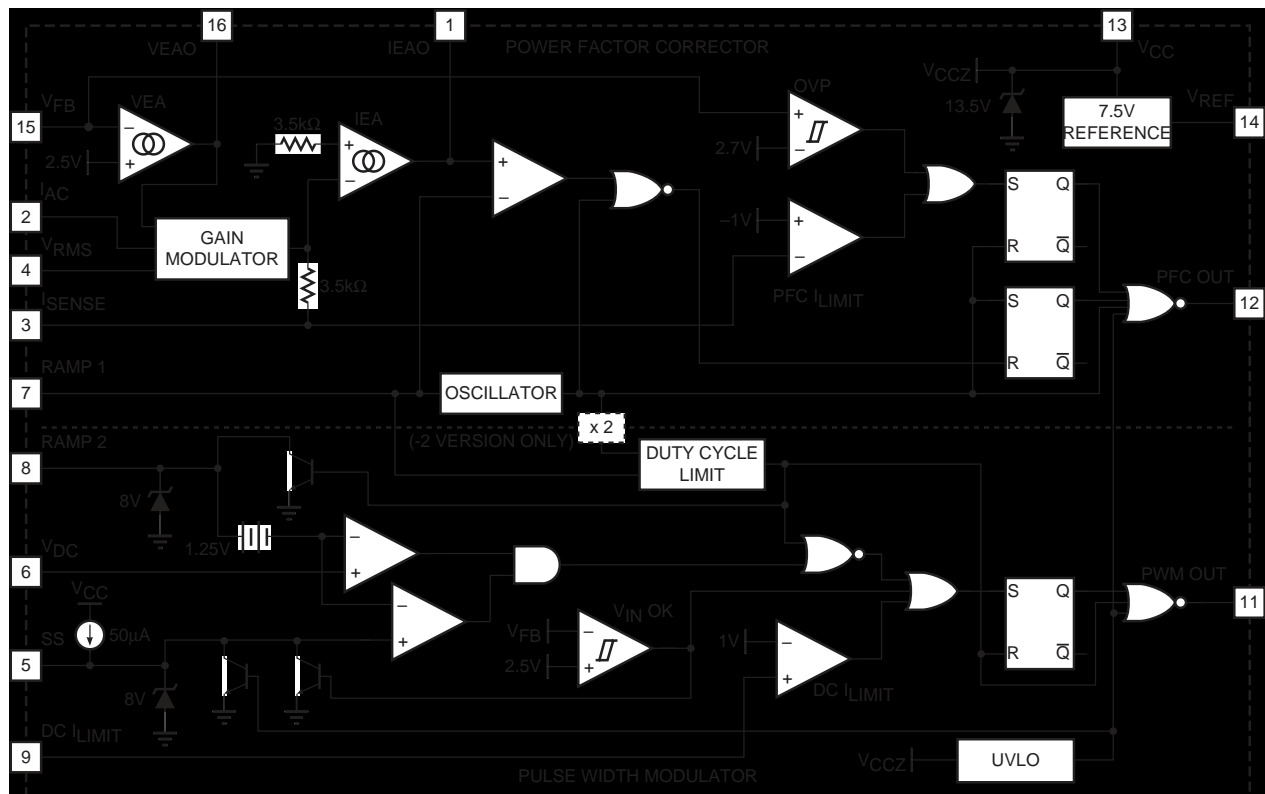 16
1
13
VEAO
IEAO
POWER FACTOR CORRECTOR
VCC
VCCZ
13.5V
7.5V
REFERENCE
VREF
14
VFB
15
VEA
−
+
2.5V
3.5kΩ
IEA
+
−
+
−
OVP
+
−
2.7V
−1V
+
−
PFC ILIMIT
S
Q
R
Q
S
Q
R
Q
PFC OUT
12
IAC
2
GAIN
MODULATOR
VRMS
4
3.5kΩ
ISENSE
3
RAMP 1
7
OSCILLATOR
x 2
(-2 VERSION ONLY)
DUTY CYCLE
LIMIT
RAMP 2
8
8V
1.25V
VDC
6
−
+
−
+
VCC
50µA
SS
5
8V
VIN OK
VFB
−
2.5V
+
1V
−
+
DC ILIMIT
S
Q
R
Q
PWM OUT
11
DC ILIMIT
9
VCCZ
UVLO
PULSE WIDTH MODULATOR